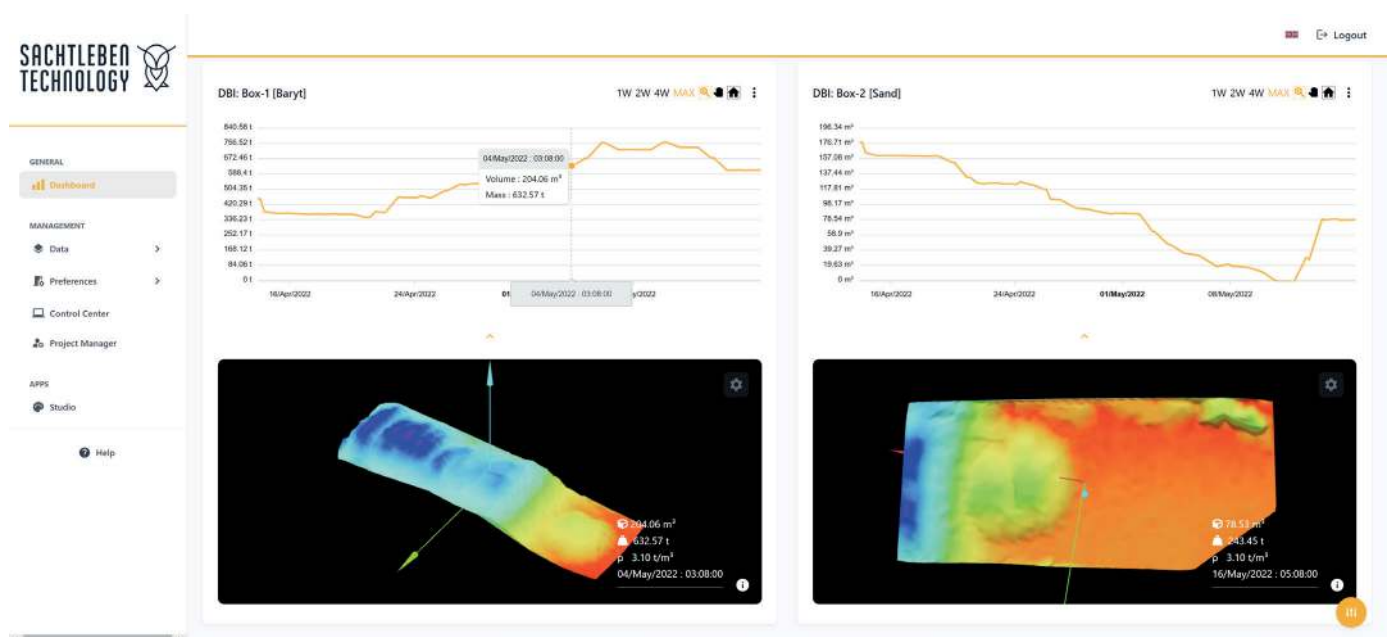 SACHTLEBEN
TECHNOLOGY
Logout
GENERAL
Dashboard
MANAGEMENT
Data
Preferences
Control Center
Project Manager
APPS
Studio
Help
DBI: Box-1 [Baryt]
1W 2W 4W MAX
840.58 t
756.52 t
672.46 t
588.4 t
504.35 t
420.29 t
336.23 t
252.17 t
168.12 t
84.06 t
0 t
04/May/2022 : 03:08:00
Volume : 204.06 m³
Mass : 632.57 t
16/Apr/2022
24/Apr/2022
01
04/May/2022 : 03:08:00
y/2022
204.06 m³
632.57 t
ρ 3.10 t/m³
04/May/2022 : 03:08:00
DBI: Box-2 [Sand]
1W 2W 4W MAX
196.34 m³
176.71 m³
157.08 m³
137.44 m³
117.81 m³
98.17 m³
78.54 m³
58.9 m³
39.27 m³
19.63 m³
0 m³
16/Apr/2022
24/Apr/2022
01/May/2022
08/May/2022
78.53 m³
243.45 t
ρ 3.10 t/m³
16/May/2022 : 05:08:00